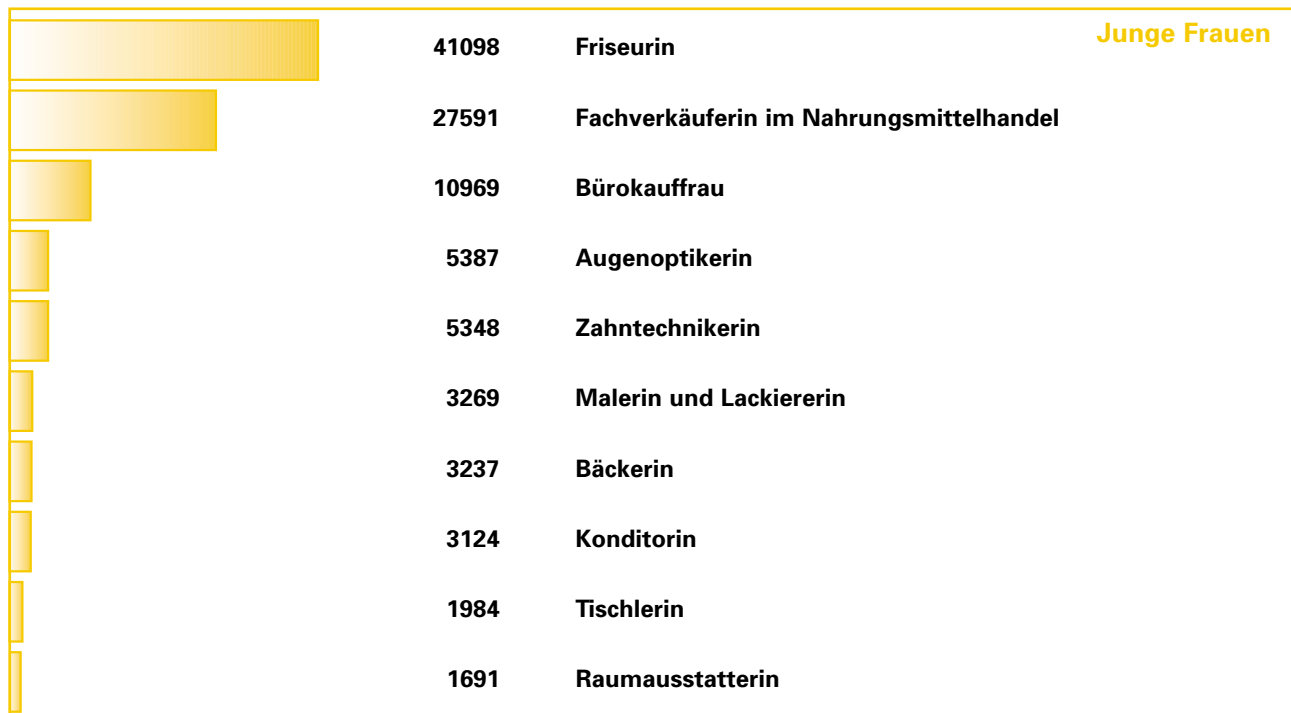 Junge Frauen
41098 Friseurin
27591 Fachverkäuferin im Nahrungsmittelhandel
10969 Bürokauffrau
5387 Augenoptikerin
5348 Zahntechnikerin
3269 Malerin und Lackiererin
3237 Bäckerin
3124 Konditorin
1984 Tischlerin
1691 Raumausstatterin